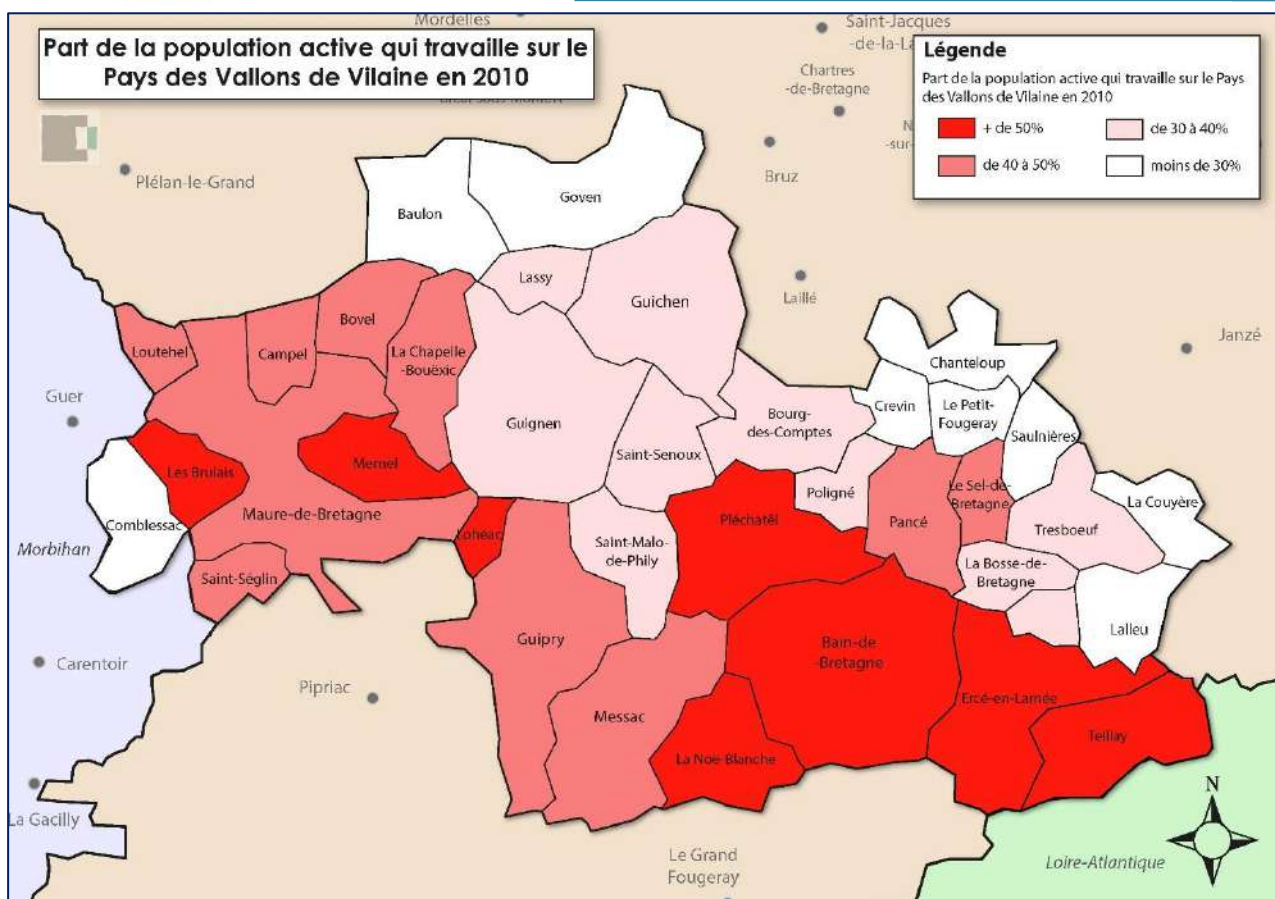 Mordelles
Saint-Jacques
-de-la-La
Part de la population active qui travaille sur le
Pays des Vallons de Vilaine en 2010
Légende
Part de la population active qui travaille sur le Pays
des Vallons de Vilaine en 2010
+ de 50%
de 30 à 40%
de 40 à 50%
moins de 30%
Chartres
-de-Bretagne
N
-sur-
Bruz
Plélan-le-Grand
Goven
Baulon
Lassy
Guichen
Laillé
Janzé
Bovel
Loutehel
Campel
La Chapelle
-Bouëxic
Chanteloup
Guer
Crevin
Le Petit-
Fougeray
Bourg-
des-Comptes
Guignen
Saulnières
Saint-Senoux
Les Brulais
Mernel
Poligné
Le Sel-de-
Bretagne
La Couyère
Comblessac
Maure-de-Bretagne
Lohéac
Pléchâtel
Pancé
Tresboeuf
Morbihan
Saint-Malo-
de-Phily
La Bosse-de-
Bretagne
Saint-Séglin
Lalleu
Guipry
Bain-de-
-Bretagne
Carentoir
Pipriac
Ercé-en-Lamée
Messac
Teillay
La Noe-Blanche
N
La Gacilly
Le Grand
Fougeray
Loire-Atlantique